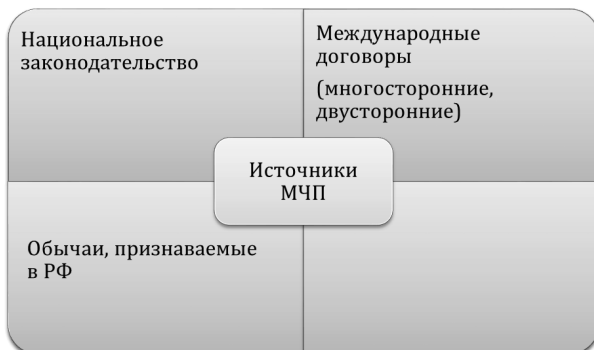 Национальное
законодательство
Международные
договоры
(многосторонние,
двусторонние)
Источники
МЧП
Обычаи, признаваемые
в РФ